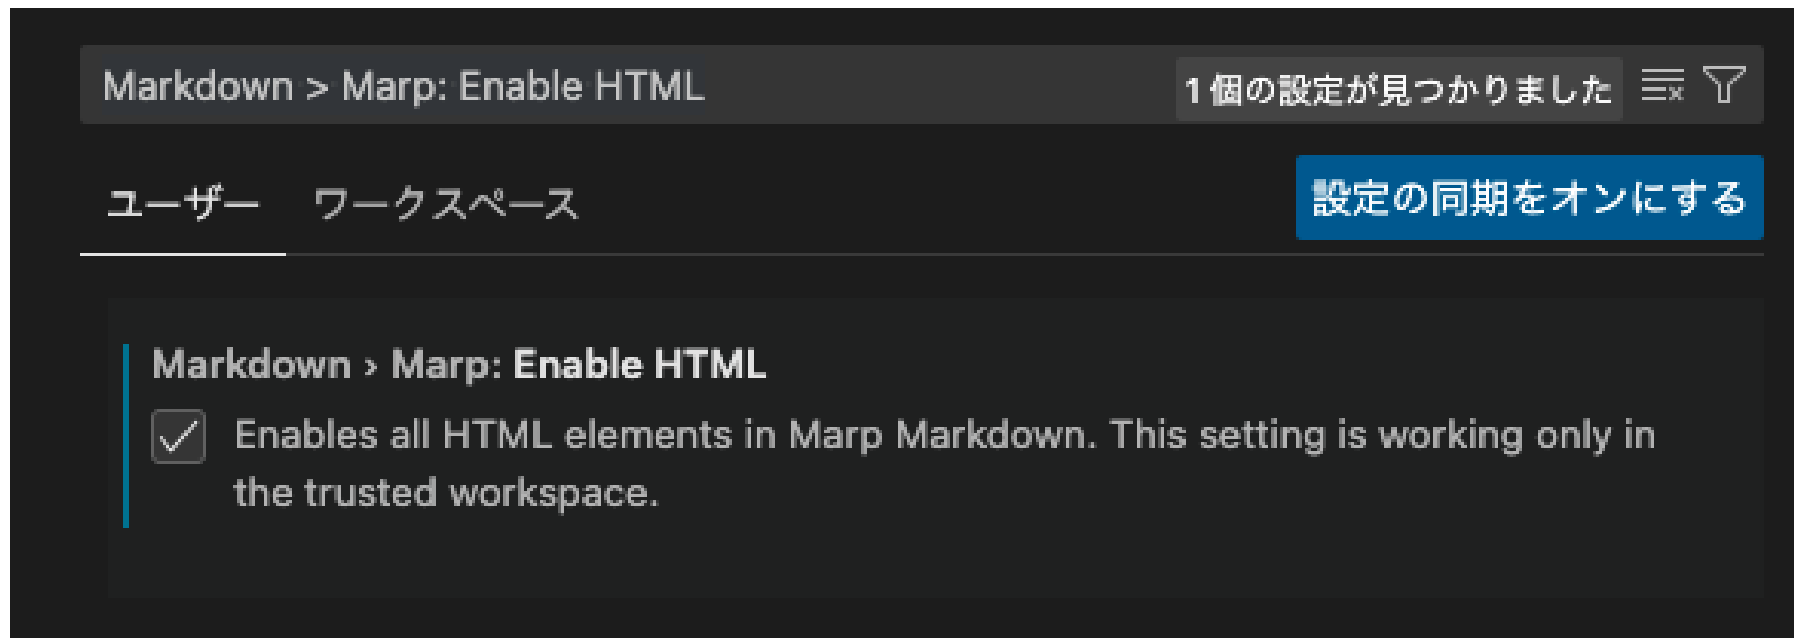 Markdown > Marp: Enable HTML
1 個の設定が見つかりました
ユーザー ワークスペース
設定の同期をオンにする
Markdown › Marp: Enable HTML
Enables all HTML elements in Marp Markdown. This setting is working only in
the trusted workspace.